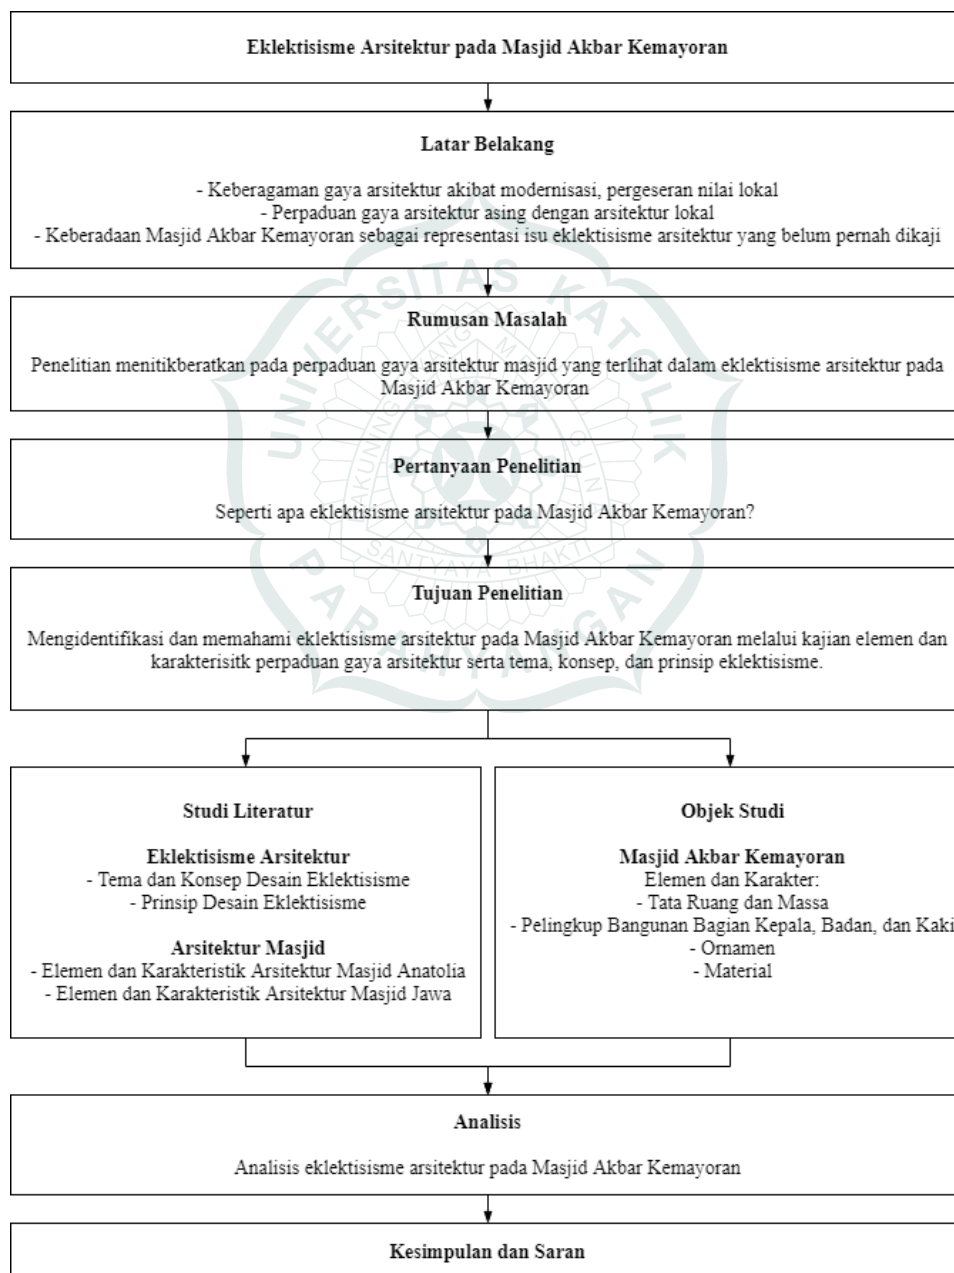 Eklektisisme Arsitektur pada Masjid Akbar Kemayoran
Latar Belakang
- Keberagaman gaya arsitektur akibat modernisasi, pergeseran nilai lokal
- Perpaduan gaya arsitektur asing dengan arsitektur lokal
- Keberadaan Masjid Akbar Kemayoran sebagai representasi isu eklektisisme arsitektur yang belum pernah dikaji
Rumusan Masalah
Penelitian menitikberatkan pada perpaduan gaya arsitektur masjid yang terlihat dalam eklektisisme arsitektur pada
Masjid Akbar Kemayoran
Pertanyaan Penelitian
Seperti apa eklektisisme arsitektur pada Masjid Akbar Kemayoran?
Tujuan Penelitian
Mengidentifikasi dan memahami eklektisisme arsitektur pada Masjid Akbar Kemayoran melalui kajian elemen dan
karakterisitk perpaduan gaya arsitektur serta tema, konsep, dan prinsip eklektisisme.
Studi Literatur
Eklektisisme Arsitektur
- Tema dan Konsep Desain Eklektisisme
- Prinsip Desain Eklektisisme
Arsitektur Masjid
- Elemen dan Karakteristik Arsitektur Masjid Anatolia
- Elemen dan Karakteristik Arsitektur Masjid Jawa
Objek Studi
Masjid Akbar Kemayoran
Elemen dan Karakter:
- Tata Ruang dan Massa
- Pelingkup Bangunan Bagian Kepala, Badan, dan Kaki
- Ornamen
- Material
Analisis
Analisis eklektisisme arsitektur pada Masjid Akbar Kemayoran
Kesimpulan dan Saran
UNIVERSITAS KATOLIK
PARAHYANGAN
SANTYAYA BHAKTI